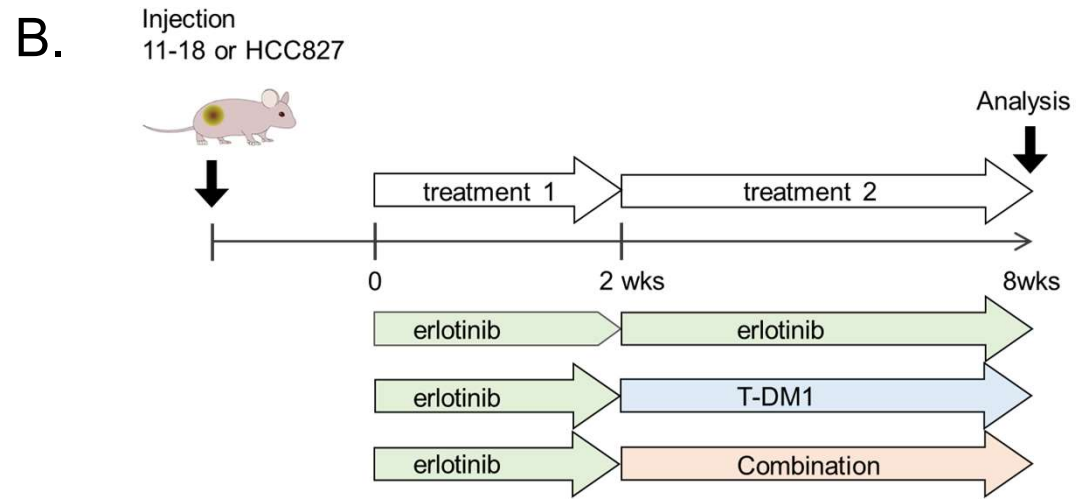 B.
Injection
11-18 or HCC827
Analysis
treatment 1
treatment 2
0
2 wks
8wks
erlotinib
erlotinib
erlotinib
T-DM1
erlotinib
Combination